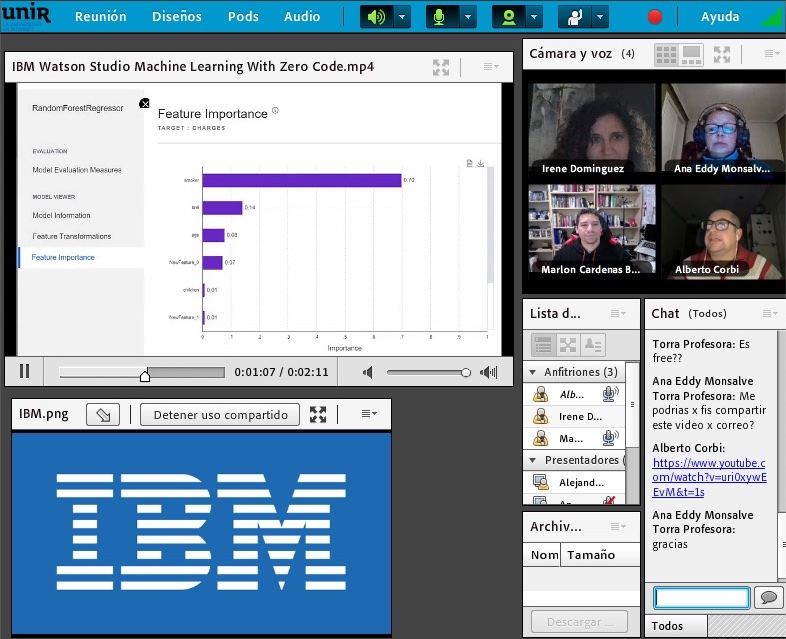 unir
Reunión Diseños Pods Audio Ayuda
IBM Watson Studio Machine Learning With Zero Code.mp4
RandomForestRegressor
EVALUATION
Model Evaluation Measures
MODEL VIEWER
Model Information
Feature Transformations
Feature Importance
Feature Importance
TARGET : CHARGES
smoker 0.70
bmi 0.14
age 0.08
NewFeature_0 0.07
children 0.01
NewFeature_1 0.01
0 .1 .2 .3 .4 .5 .6 .7 .8 .9 1
Importance
0:01:07 / 0:02:11
IBM.png
Detener uso compartido
IBM
Cámara y voz (4)
Irene Dominguez
Ana Eddy Monsalv...
Marlon Cardenas B...
Alberto Corbi
Lista d...
Anfitriones (3)
Alb...
Irene D...
Ma...
Presentadores (
Alejand...
Archiv...
Nom Tamaño
Descargar ...
Chat (Todos)
Torra Profesora: Es
free??
Ana Eddy Monsalve
Torra Profesora: Me
podrias x fis compartir
este video x correo?
Alberto Corbi:
https://www.youtube.c
om/watch?v=uri0xywE
EvM&t=1s
Ana Eddy Monsalve
Torra Profesora:
gracias
Todos